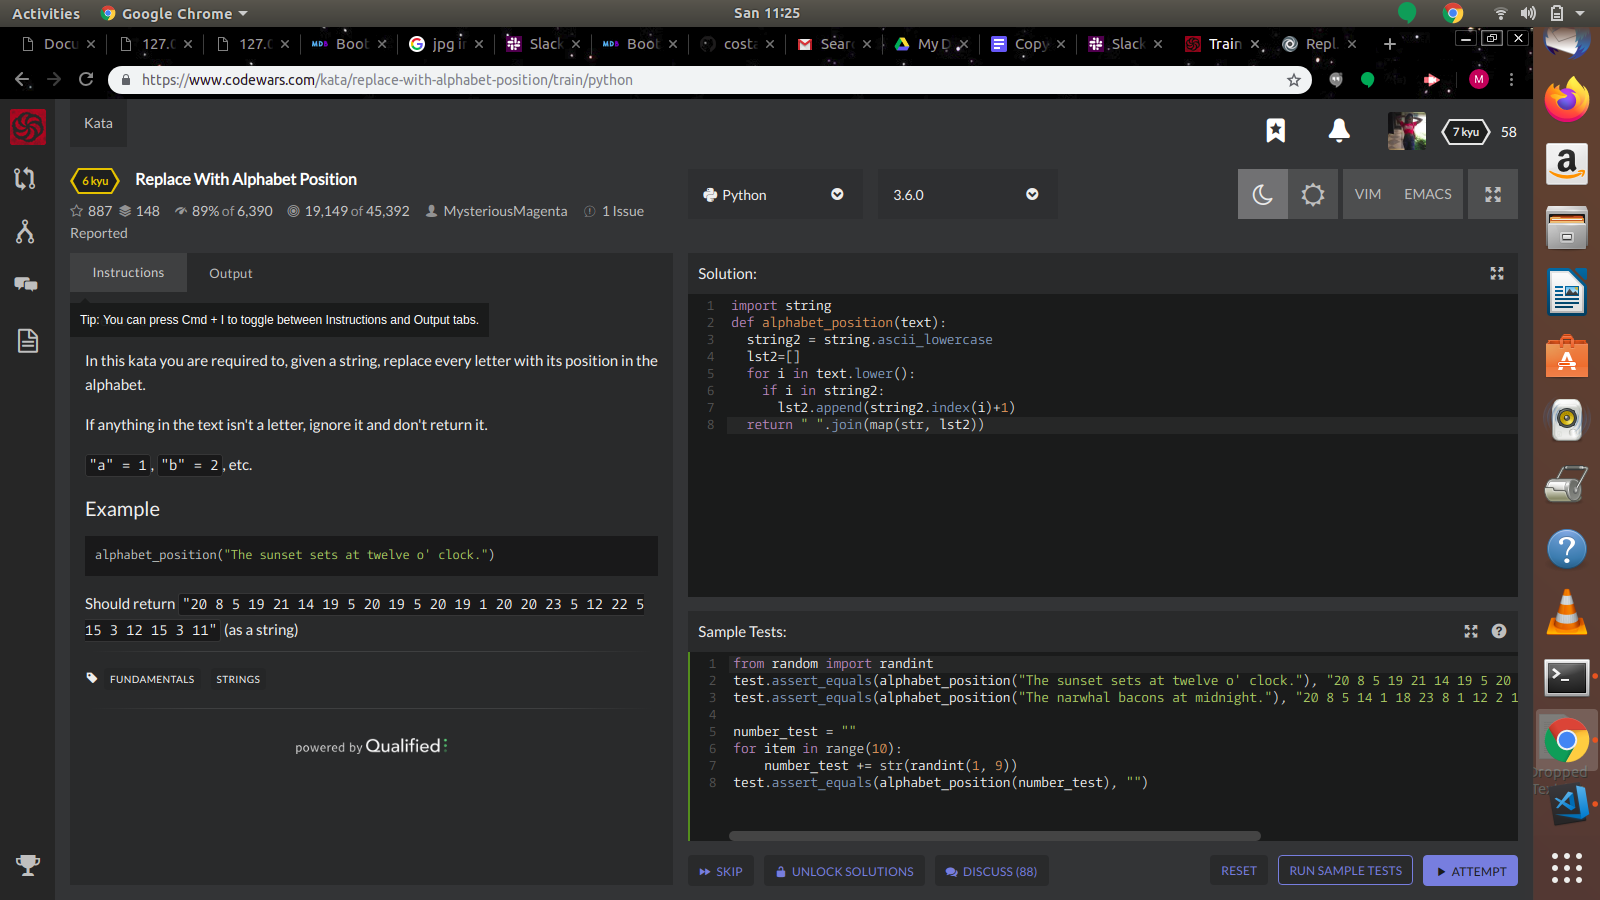 Activities Google Chrome San 11:25
Docu 127.0 127.0 MDB Boot jpg in Slack MDB Boot costa Sear My D Copy Slack Train Repl
https://www.codewars.com/kata/replace-with-alphabet-position/train/python M
Kata
7 kyu 58
6 kyu Replace With Alphabet Position
887 148 89% of 6,390 19,149 of 45,392 MysteriousMagenta 1 Issue
Reported
Python 3.6.0 VIM EMACS
Instructions Output
Tip: You can press Cmd + I to toggle between Instructions and Output tabs.
In this kata you are required to, given a string, replace every letter with its position in the
alphabet.
If anything in the text isn't a letter, ignore it and don't return it.
"a" = 1, "b" = 2, etc.
Example
alphabet_position("The sunset sets at twelve o' clock.")
Should return "20 8 5 19 21 14 19 5 20 19 5 20 19 1 20 20 23 5 12 22 5
15 3 12 15 3 11" (as a string)
FUNDAMENTALS STRINGS
powered by Qualified
Solution:
1 import string
2 def alphabet_position(text):
3 string2 = string.ascii_lowercase
4 lst2=[]
5 for i in text.lower():
6 if i in string2:
7 lst2.append(string2.index(i)+1)
8 return " ".join(map(str, lst2))
Sample Tests:
1 from random import randint
2 test.assert_equals(alphabet_position("The sunset sets at twelve o' clock."), "20 8 5 19 21 14 19 5 20
3 test.assert_equals(alphabet_position("The narwhal bacons at midnight."), "20 8 5 14 1 18 23 8 1 12 2 1
4
5 number_test = ""
6 for item in range(10):
7 number_test += str(randint(1, 9))
8 test.assert_equals(alphabet_position(number_test), "")
SKIP UNLOCK SOLUTIONS DISCUSS (88) RESET RUN SAMPLE TESTS ATTEMPT